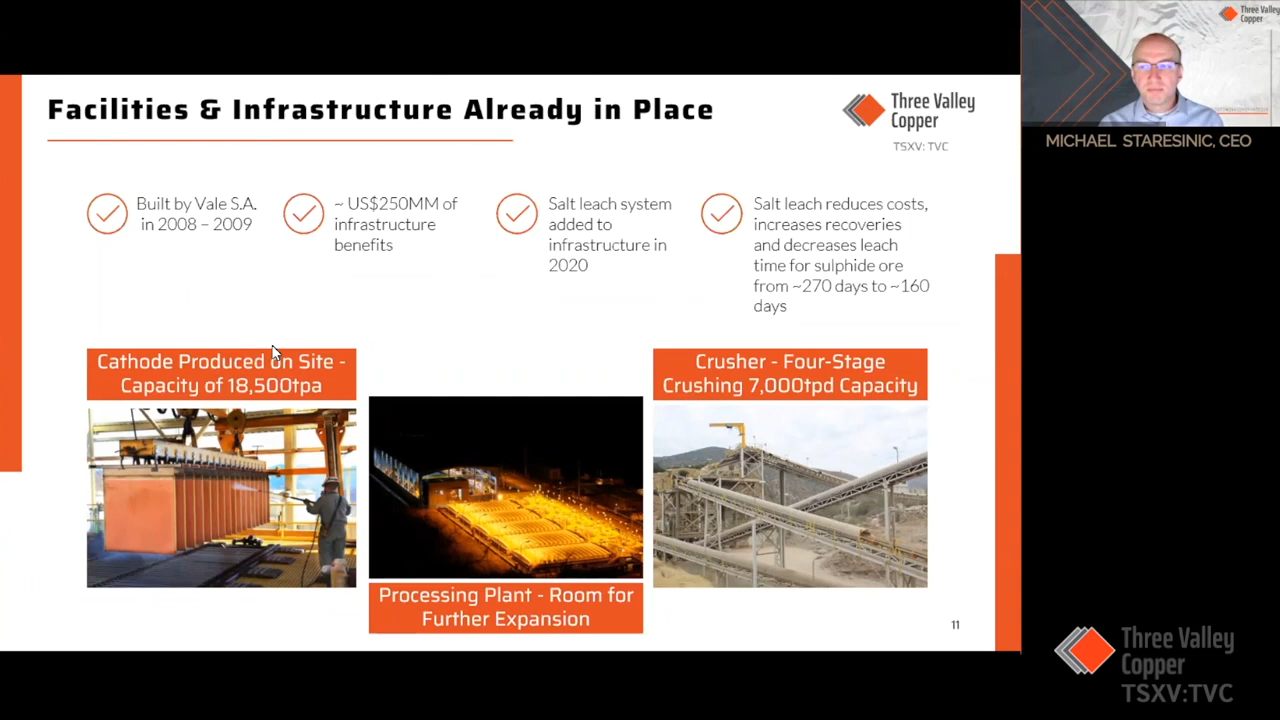 Facilities & Infrastructure Already in Place
Three Valley
Copper
TSXV: TVC
Built by Vale S.A.
in 2008 – 2009
~ US$250MM of
infrastructure
benefits
Salt leach system
added to
infrastructure in
2020
Salt leach reduces costs,
increases recoveries
and decreases leach
time for sulphide ore
from ~270 days to ~160
days
Cathode Produced on Site -
Capacity of 18,500tpa
Processing Plant - Room for
Further Expansion
Crusher - Four-Stage
Crushing 7,000tpd Capacity
11
Three Valley
Copper
MICHAEL STARESINIC, CEO
Three Valley
Copper
TSXV:TVC